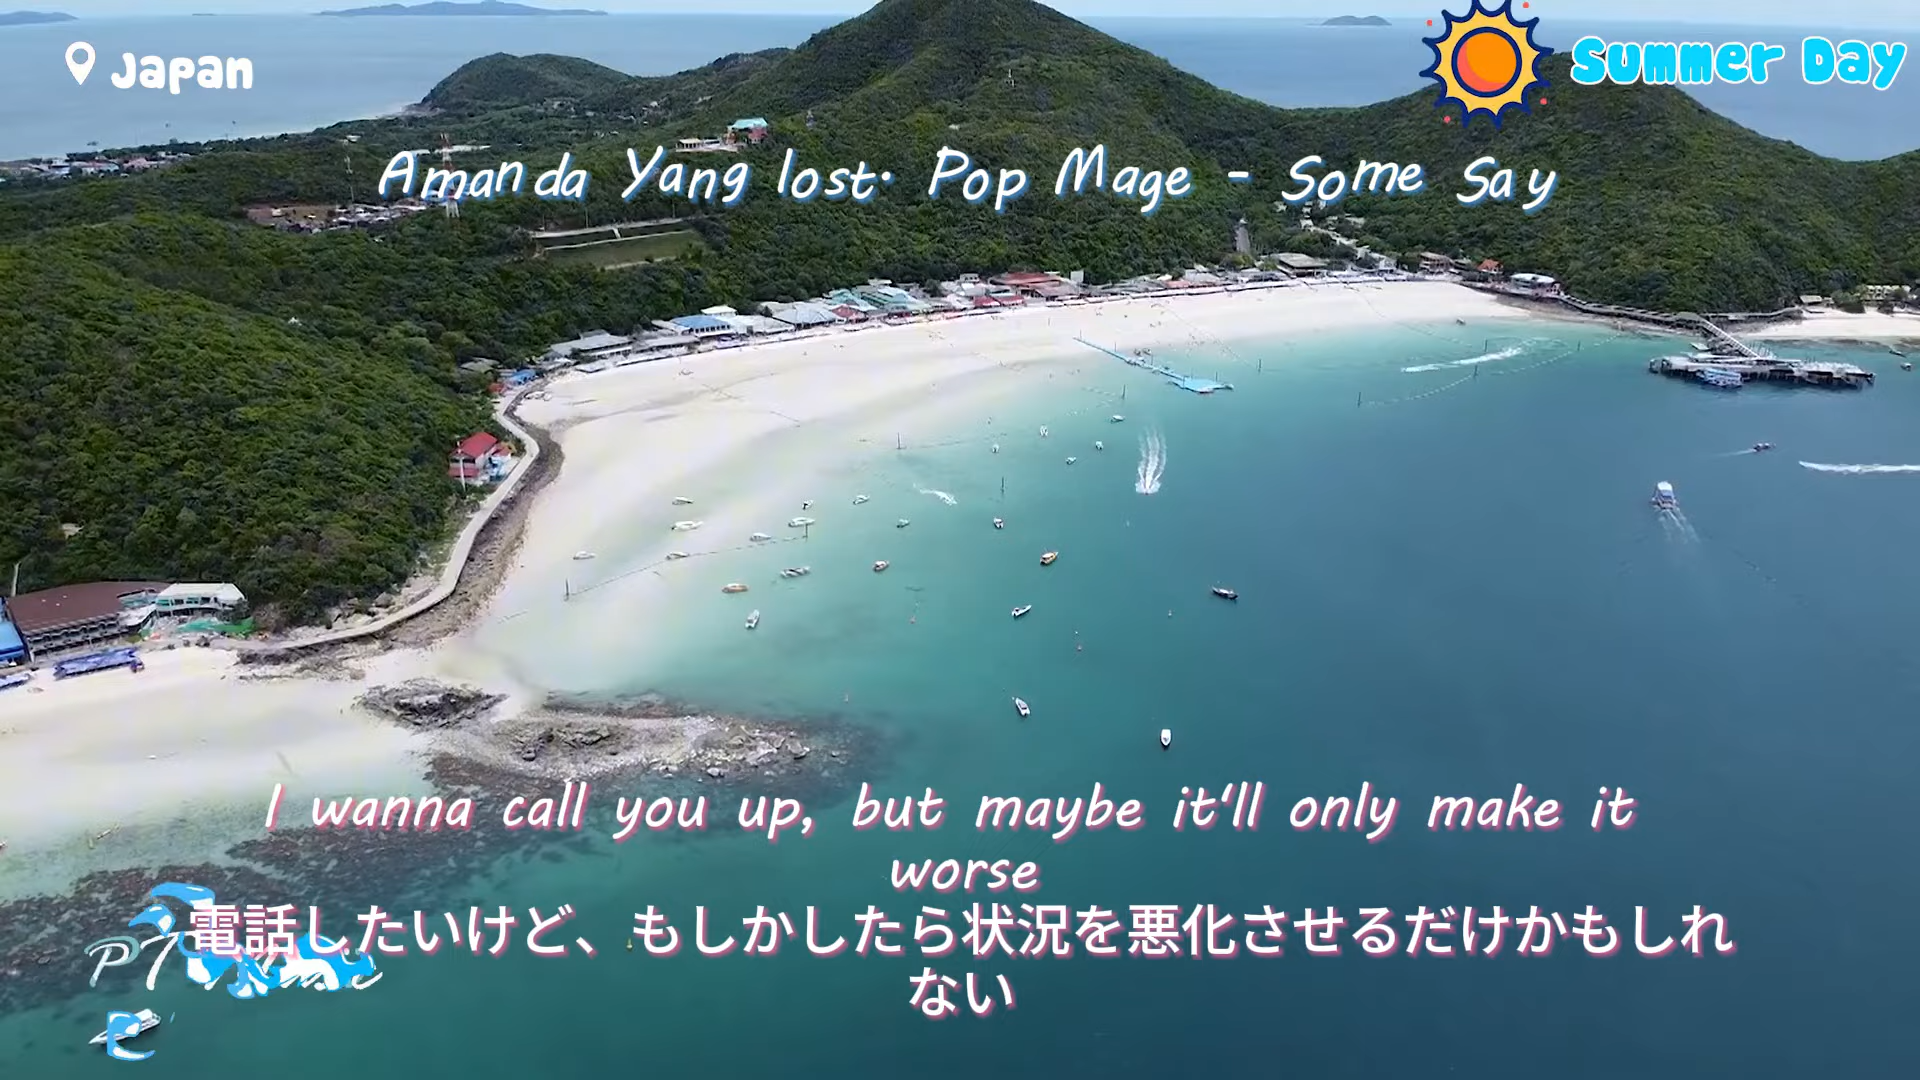 Japan
Summer Day
Amanda Yang lost. Pop Mage - Some Say
I wanna call you up, but maybe it'll only make it
worse
電話したいけど、もしかしたら状況を悪化させるだけかもしれ
ない